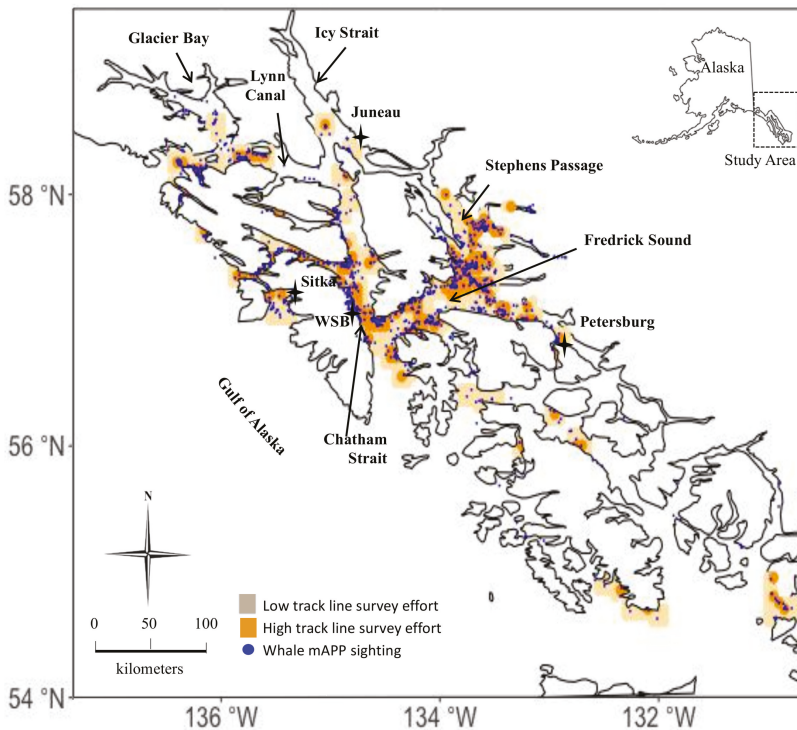 Glacier Bay
Icy Strait
Lynn
Canal
Juneau
Alaska
Study Area
Stephens Passage
58 °N
Fredrick Sound
Sitka
WSB
Petersburg
Gulf of Alaska
Chatham
Strait
56 °N
N
Low track line survey effort
High track line survey effort
Whale mAPP sighting
0 50 100
kilometers
54 °N
136 °W 134 °W 132 °W